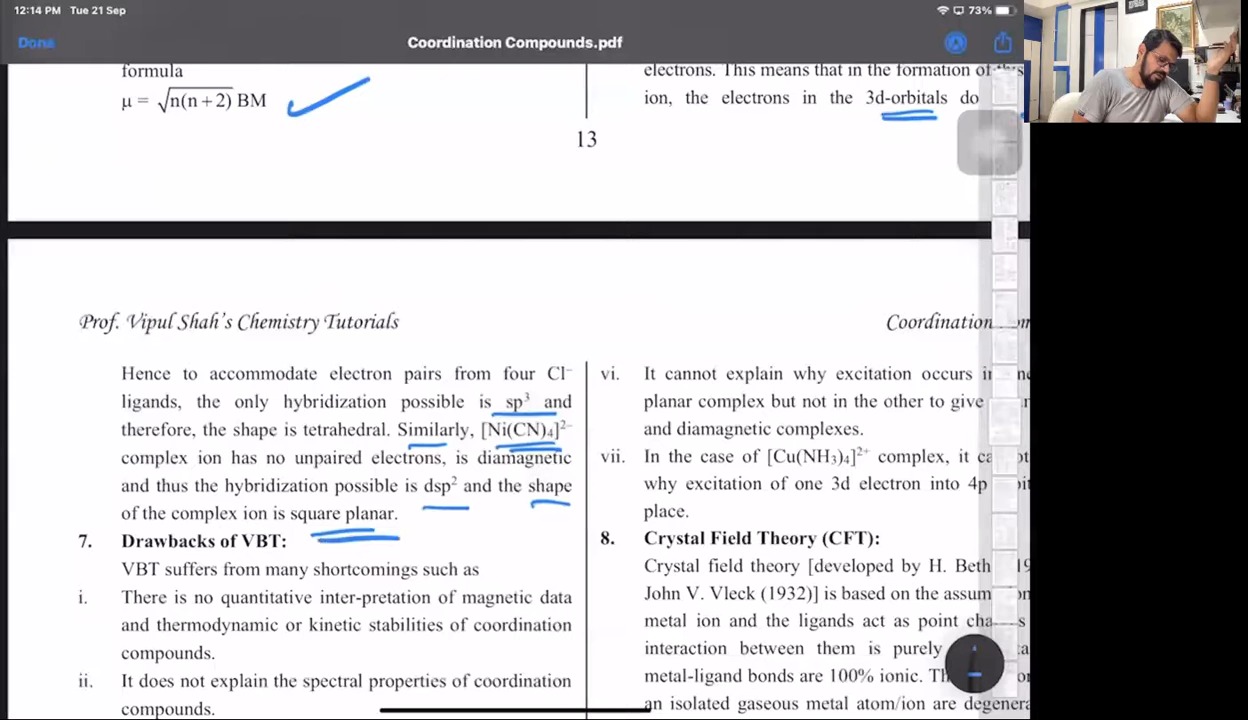 12:14 PM Tue 21 Sep
73%
Done
Coordination Compounds.pdf
formula
μ = √n(n + 2) BM
electrons. This means that in the formation of this
ion, the electrons in the 3d-orbitals do
13
Prof. Vipul Shah's Chemistry Tutorials
Coordination
Hence to accommodate electron pairs from four Cl⁻
ligands, the only hybridization possible is sp³ and
therefore, the shape is tetrahedral. Similarly, [Ni(CN)₄]²⁻
complex ion has no unpaired electrons, is diamagnetic
and thus the hybridization possible is dsp² and the shape
of the complex ion is square planar.
7. Drawbacks of VBT:
VBT suffers from many shortcomings such as
i. There is no quantitative inter-pretation of magnetic data
and thermodynamic or kinetic stabilities of coordination
compounds.
ii. It does not explain the spectral properties of coordination
compounds.
vi. It cannot explain why excitation occurs
planar complex but not in the other to give
and diamagnetic complexes.
vii. In the case of [Cu(NH₃)₄]²⁺ complex, it
why excitation of one 3d electron into 4p
place.
8. Crystal Field Theory (CFT):
Crystal field theory [developed by H. Beth
John V. Vleck (1932)] is based on the
metal ion and the ligands act as point
interaction between them is purely
metal-ligand bonds are 100% ionic.
an isolated gaseous metal atom/ion are